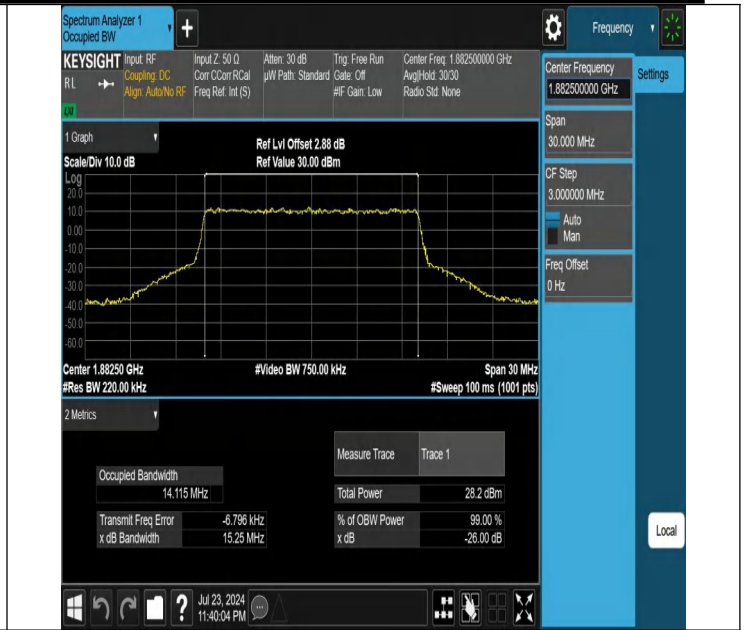 Spectrum Analyzer 1
Occupied BW
+
Frequency
KEYSIGHT
RL
LXI
Input: RF
Coupling: DC
Align: Auto/No RF
Input Z: 50 Ω
Corr CCorr RCal
Freq Ref: Int (S)
Atten: 30 dB
µW Path: Standard
Trig: Free Run
Gate: Off
#IF Gain: Low
Center Freq: 1.882500000 GHz
Avg|Hold: 30/30
Radio Std: None
Center Frequency
1.882500000 GHz
Settings
Span
30.000 MHz
CF Step
3.000000 MHz
Auto
Man
Freq Offset
0 Hz
1 Graph
Ref Lvl Offset 2.88 dB
Scale/Div 10.0 dB
Ref Value 30.00 dBm
Log
20.0
10.0
0.00
-10.0
-20.0
-30.0
-40.0
-50.0
-60.0
Center 1.88250 GHz
#Video BW 750.00 kHz
Span 30 MHz
#Res BW 220.00 kHz
#Sweep 100 ms (1001 pts)
2 Metrics
Measure Trace
Trace 1
Occupied Bandwidth
14.115 MHz
Total Power
28.2 dBm
Transmit Freq Error
-6.796 kHz
% of OBW Power
99.00 %
x dB Bandwidth
15.25 MHz
x dB
-26.00 dB
Local
?
Jul 23, 2024
11:40:04 PM